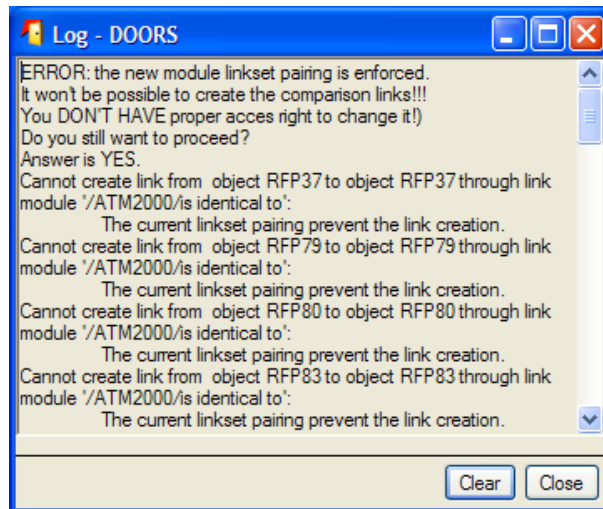 Log - DOORS
ERROR: the new module linkset pairing is enforced.
It won't be possible to create the comparison links!!!
You DON'T HAVE proper acces right to change it!)
Do you still want to proceed?
Answer is YES.
Cannot create link from  object RFP37 to object RFP37 through link
module '/ATM2000/is identical to':
The current linkset pairing prevent the link creation.
Cannot create link from  object RFP79 to object RFP79 through link
module '/ATM2000/is identical to':
The current linkset pairing prevent the link creation.
Cannot create link from  object RFP80 to object RFP80 through link
module '/ATM2000/is identical to':
The current linkset pairing prevent the link creation.
Cannot create link from  object RFP83 to object RFP83 through link
module '/ATM2000/is identical to':
The current linkset pairing prevent the link creation.
Clear Close